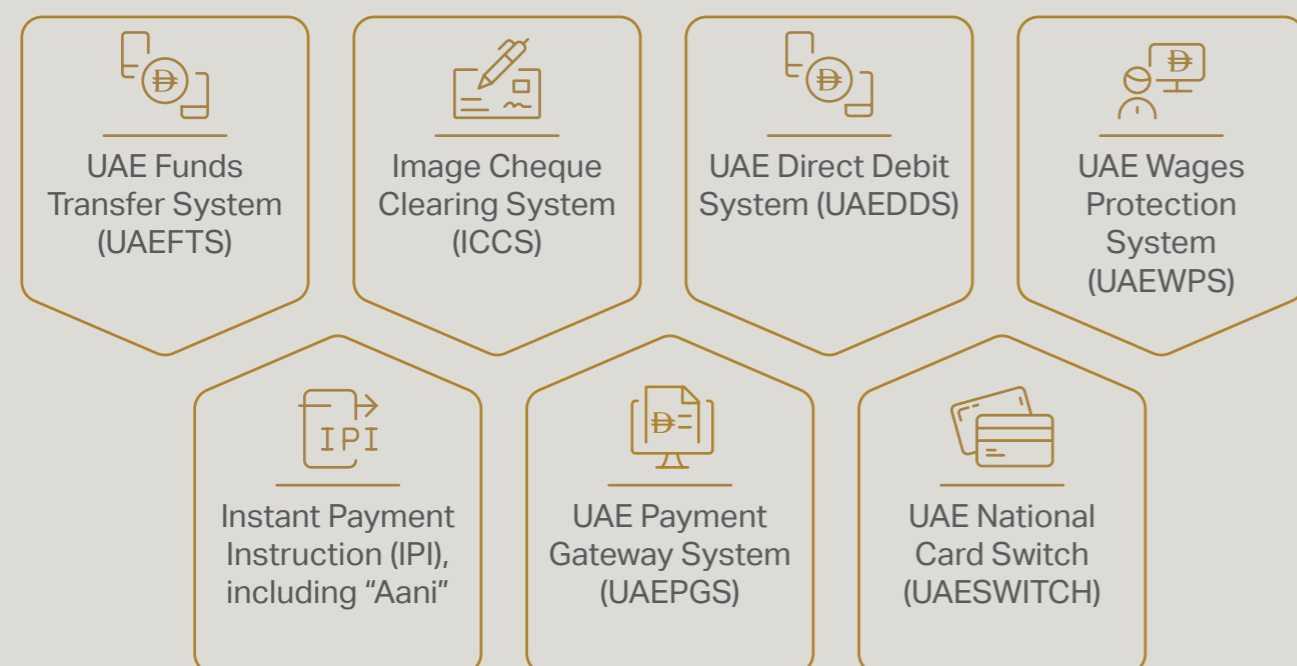 UAE Funds
Transfer System
(UAEFTS)
Image Cheque
Clearing System
(ICCS)
UAE Direct Debit
System (UAEDDS)
UAE Wages
Protection
System
(UAEWPS)
IPI
Instant Payment
Instruction (IPI),
including “Aani”
UAE Payment
Gateway System
(UAEPGS)
UAE National
Card Switch
(UAESWITCH)